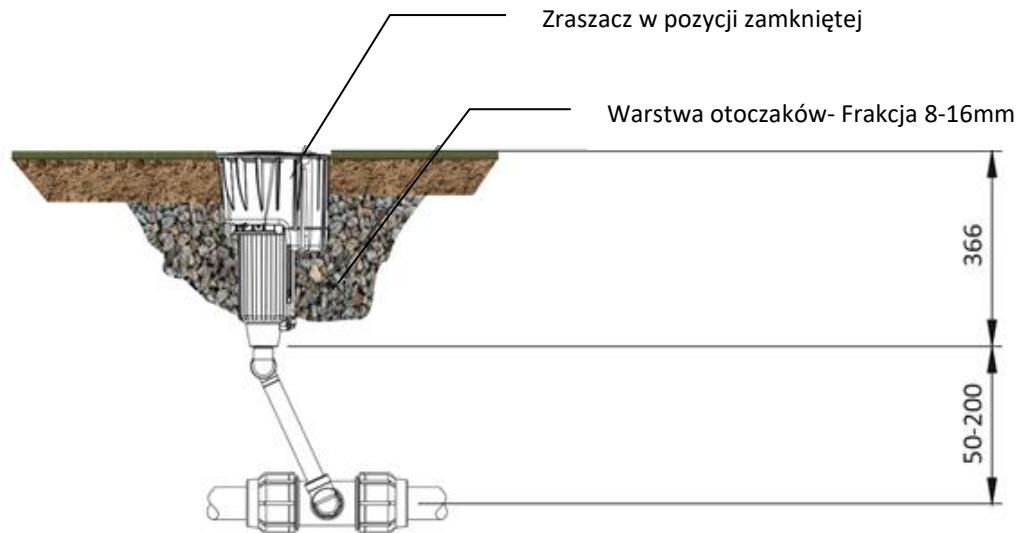 Zraszacz w pozycji zamkniętej
Warstwa otoczaków- Frakcja 8-16mm
366
50-200